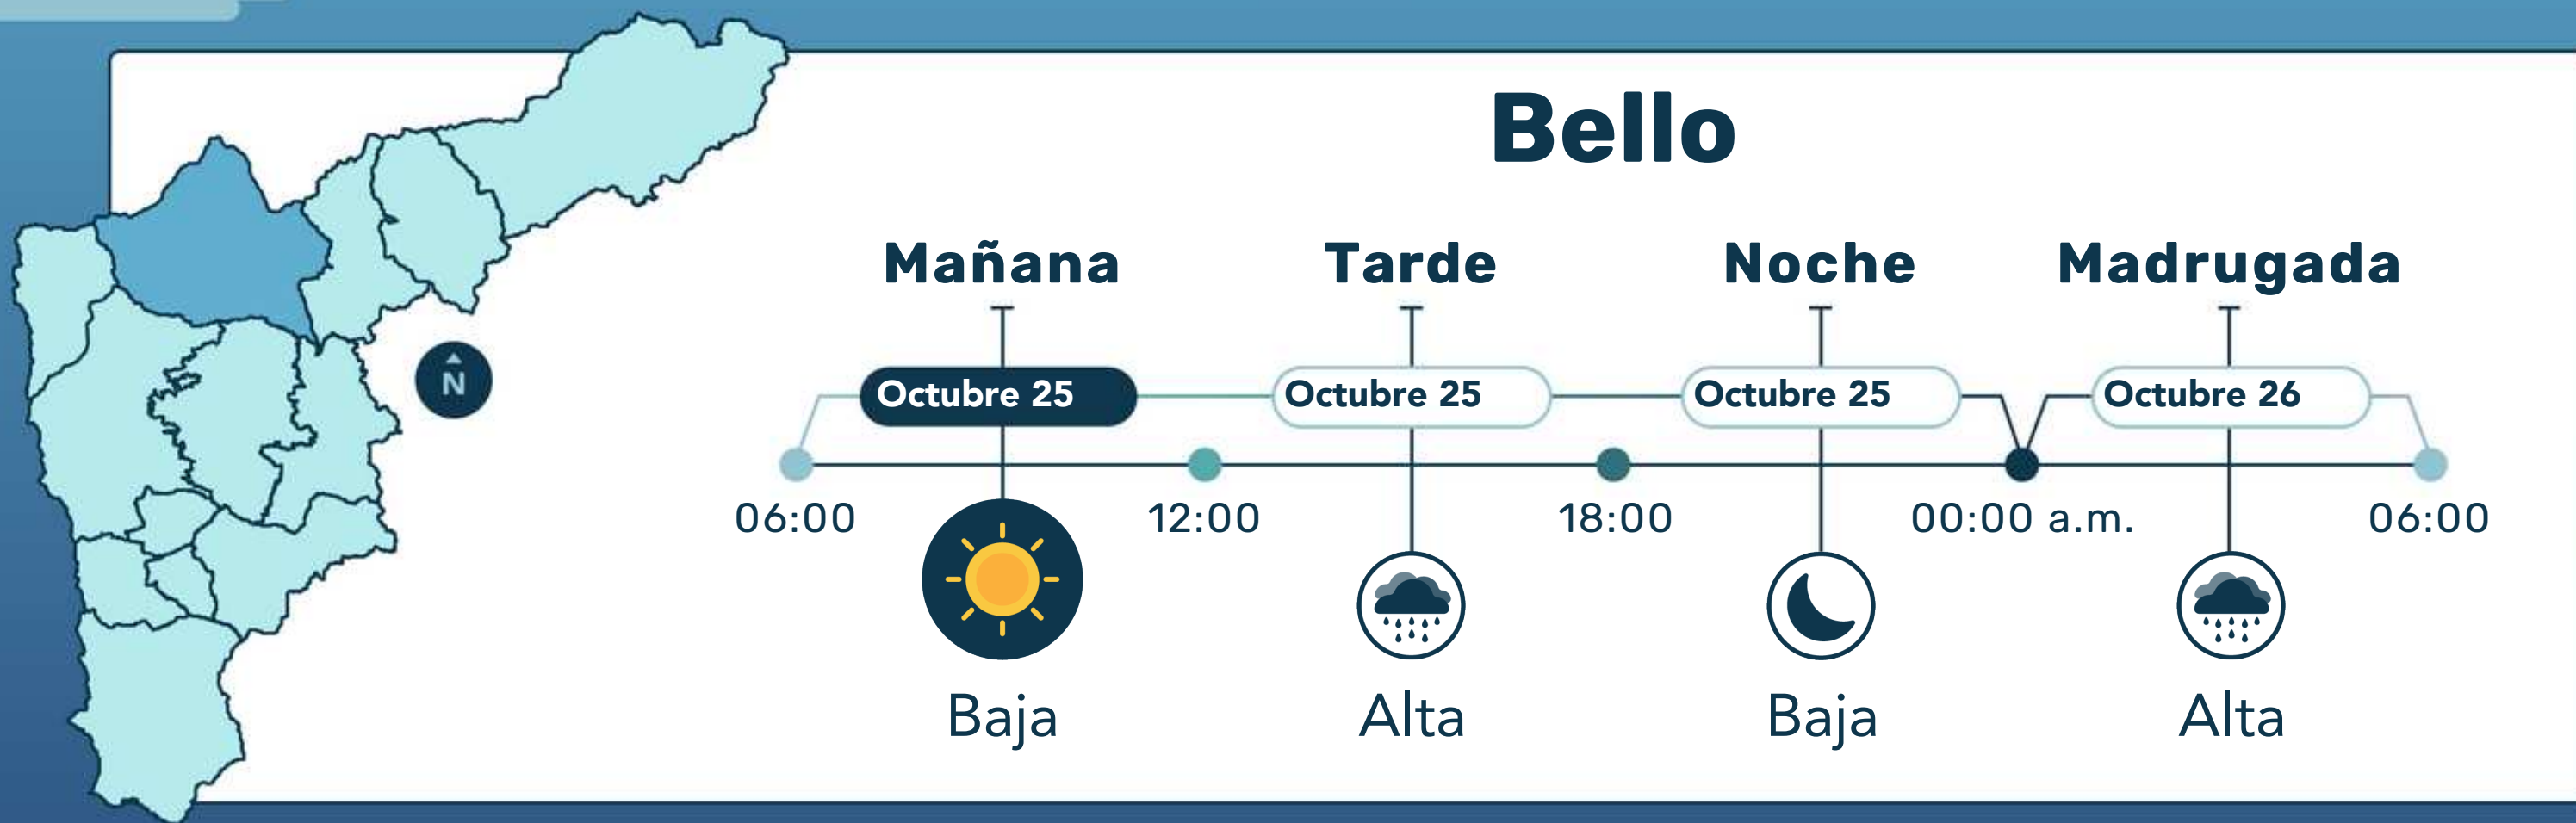 Bello
Mañana Tarde Noche Madrugada
N
Octubre 25 Octubre 25 Octubre 25 Octubre 26
06:00 12:00 18:00 00:00 a.m. 06:00
Baja Alta Baja Alta